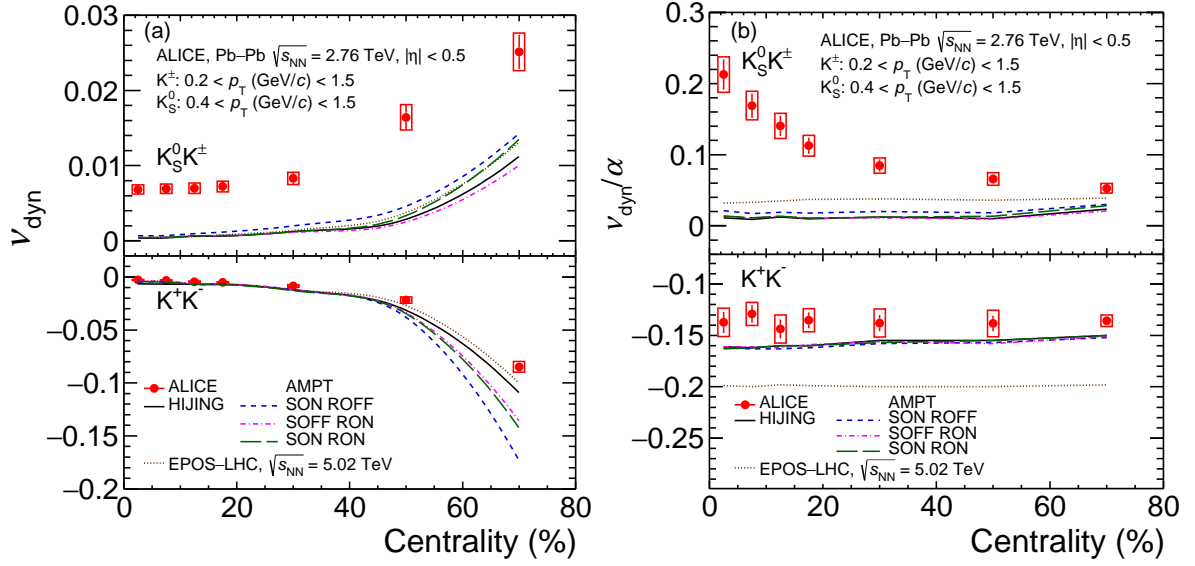 (a)
ALICE, Pb–Pb √sNN = 2.76 TeV, |η| < 0.5
K±: 0.2 < pT (GeV/c) < 1.5
K0S: 0.4 < pT (GeV/c) < 1.5
K0SK±
0.04
0.03
0.02
0.01
0
νdyn
K+K-
0
−0.05
−0.1
−0.15
−0.2
ALICE
HIJING
AMPT
SON ROFF
SOFF RON
SON RON
EPOS–LHC, √sNN = 5.02 TeV
0 20 40 60 80
Centrality (%)
(b)
ALICE, Pb–Pb √sNN = 2.76 TeV, |η| < 0.5
K0SK±
K±: 0.2 < pT (GeV/c) < 1.5
K0S: 0.4 < pT (GeV/c) < 1.5
0.3
0.2
0.1
0
νdyn/α
K+K-
−0.1
−0.15
−0.2
−0.25
ALICE
HIJING
AMPT
SON ROFF
SOFF RON
SON RON
EPOS–LHC, √sNN = 5.02 TeV
0 20 40 60 80
Centrality (%)